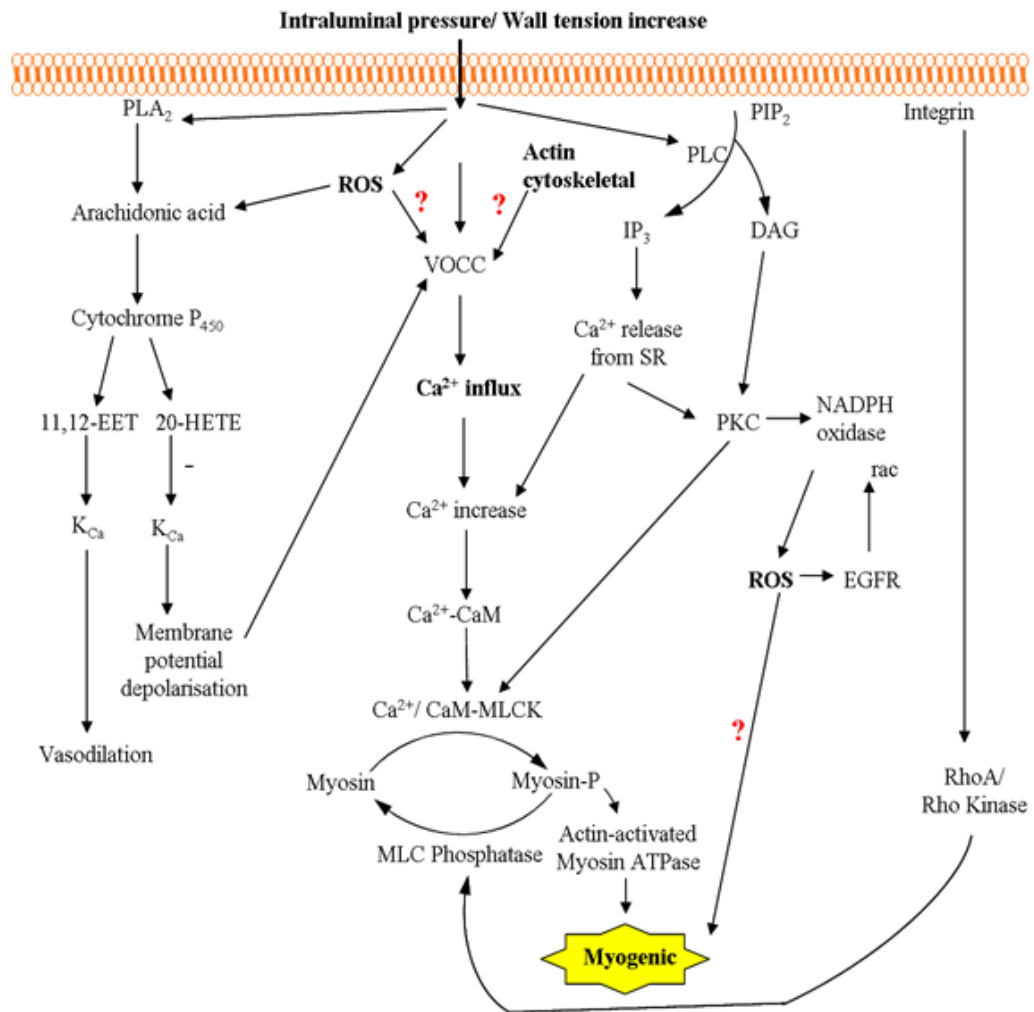 Intraluminal pressure/ Wall tension increase
PLA₂
PIP₂
Integrin
PLC
Actin
cytoskeletal
ROS
?
?
Arachidonic acid
IP₃
DAG
VOCC
Cytochrome P₄₅₀
Ca²⁺ release
from SR
Ca²⁺ influx
11,12-EET
20-HETE
PKC
NADPH
oxidase
-
rac
Ca²⁺ increase
K_Ca
K_Ca
ROS
EGFR
Ca²⁺-CaM
Membrane
potential
depolarisation
Ca²⁺/ CaM-MLCK
?
Vasodilation
Myosin
Myosin-P
RhoA/
Rho Kinase
MLC Phosphatase
Actin-activated
Myosin ATPase
Myogenic